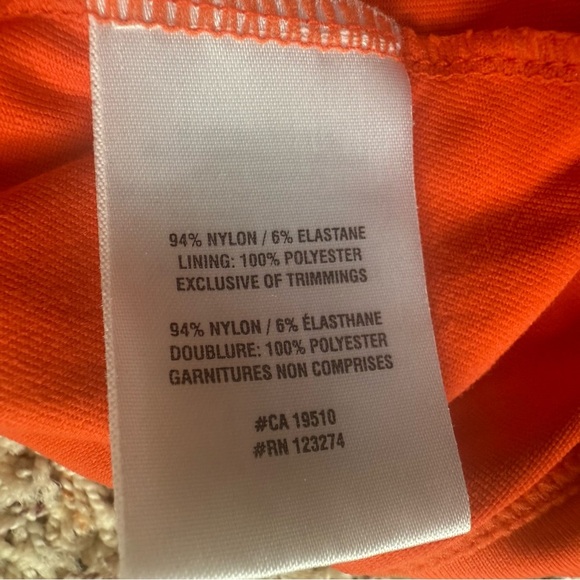 94% NYLON / 6% ELASTANE
LINING: 100% POLYESTER
EXCLUSIVE OF TRIMMINGS
94% NYLON / 6% ÉLASTHANE
DOUBLURE: 100% POLYESTER
GARNITURES NON COMPRISES
#CA 19510
#RN 123274